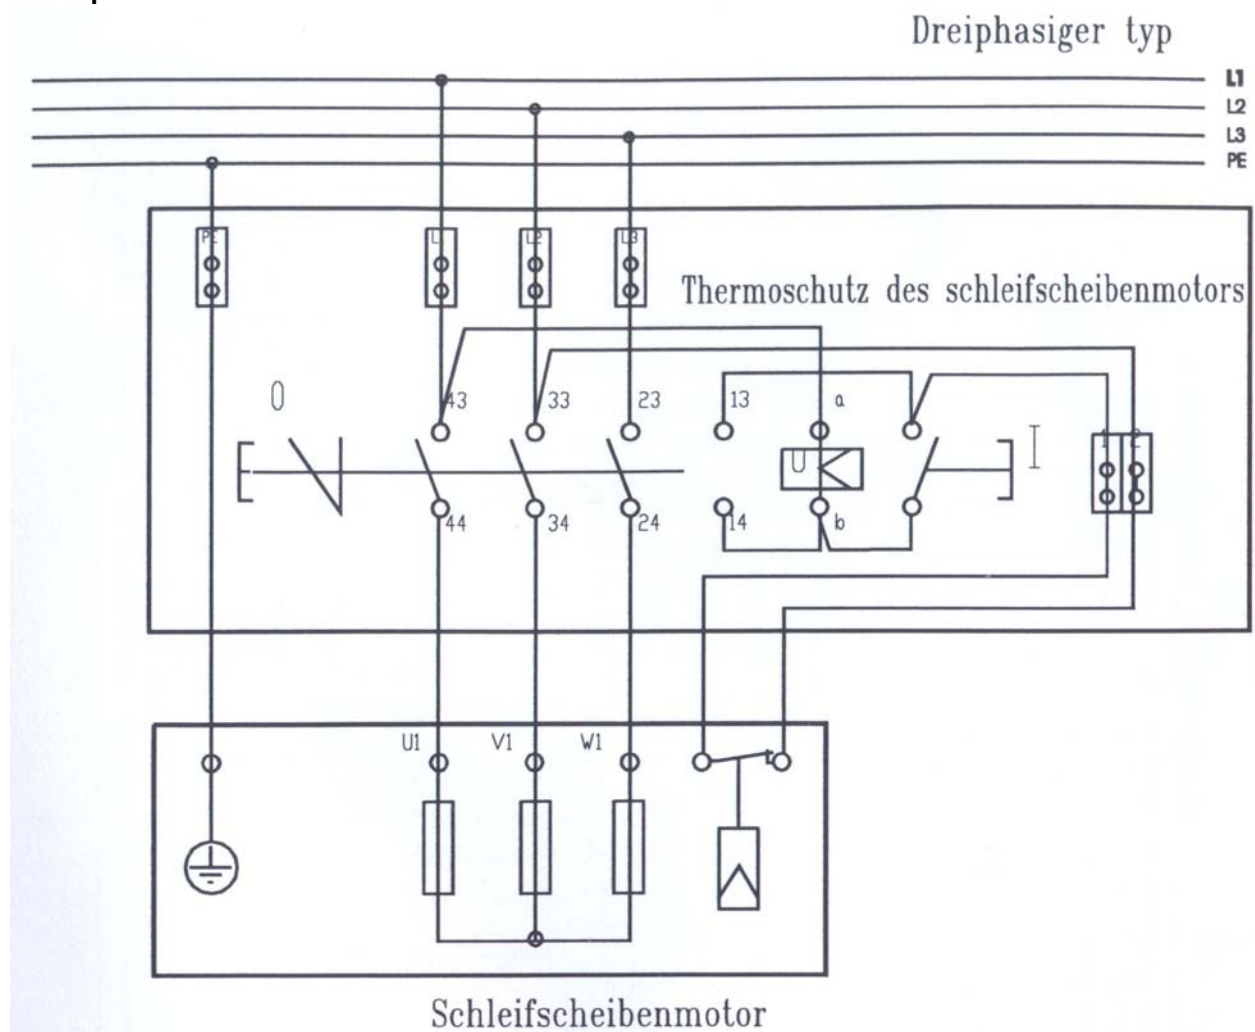 Dreiphasiger typ
L1
L2
L3
PE
PE L1 L2 L3
Thermoschutz des schleifscheibenmotors
0 43 33 23 13 a I 1 2
U
44 34 24 14 b
U1 V1 W1
Schleifscheibenmotor